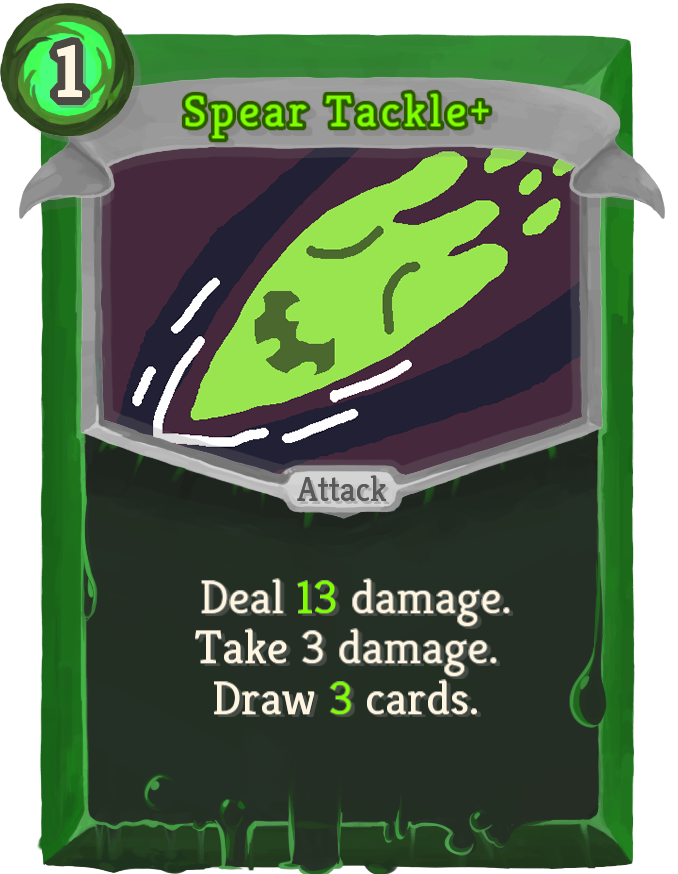 1
Spear Tackle+
Attack
Deal 13 damage.
Take 3 damage.
Draw 3 cards.